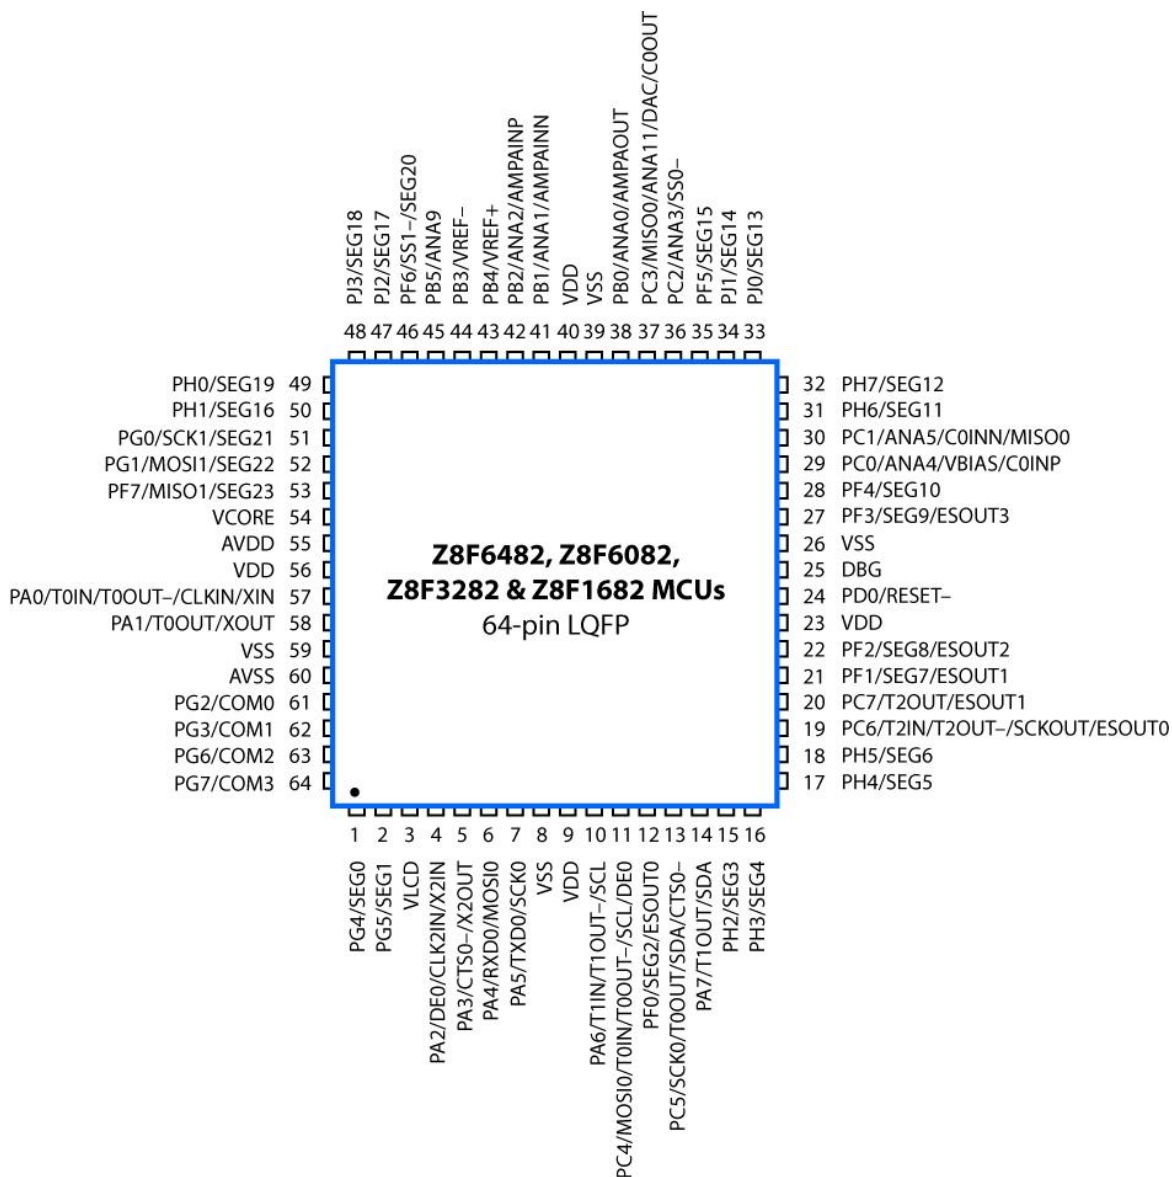 PJ3/SEG18
PJ2/SEG17
PF6/SS1–/SEG20
PB5/ANA9
PB3/VREF–
PB4/VREF+
PB2/ANA2/AMPAINP
PB1/ANA1/AMPAINN
VDD
VSS
PB0/ANA0/AMPAOUT
PC3/MISO0/ANA11/DAC/C0OUT
PC2/ANA3/SS0–
PF5/SEG15
PJ1/SEG14
PJ0/SEG13
48 47 46 45 44 43 42 41 40 39 38 37 36 35 34 33
PH0/SEG19 49
PH1/SEG16 50
PG0/SCK1/SEG21 51
PG1/MOSI1/SEG22 52
PF7/MISO1/SEG23 53
VCORE 54
AVDD 55
VDD 56
PA0/T0IN/T0OUT–/CLKIN/XIN 57
PA1/T0OUT/XOUT 58
VSS 59
AVSS 60
PG2/COM0 61
PG3/COM1 62
PG6/COM2 63
PG7/COM3 64
Z8F6482, Z8F6082,
Z8F3282 & Z8F1682 MCUs
64-pin LQFP
32 PH7/SEG12
31 PH6/SEG11
30 PC1/ANA5/C0INN/MISO0
29 PC0/ANA4/VBIAS/C0INP
28 PF4/SEG10
27 PF3/SEG9/ESOUT3
26 VSS
25 DBG
24 PD0/RESET–
23 VDD
22 PF2/SEG8/ESOUT2
21 PF1/SEG7/ESOUT1
20 PC7/T2OUT/ESOUT1
19 PC6/T2IN/T2OUT–/SCKOUT/ESOUT0
18 PH5/SEG6
17 PH4/SEG5
1 2 3 4 5 6 7 8 9 10 11 12 13 14 15 16
PG4/SEG0
PG5/SEG1
VLCD
PA2/DE0/CLK2IN/X2IN
PA3/CTS0–/X2OUT
PA4/RXD0/MOSI0
PA5/TXD0/SCK0
VSS
VDD
PA6/T1IN/T1OUT–/SCL
PC4/MOSI0/T0IN/T0OUT–/SCL/DE0
PF0/SEG2/ESOUT0
PC5/SCK0/T0OUT/SDA/CTS0–
PA7/T1OUT/SDA
PH2/SEG3
PH3/SEG4